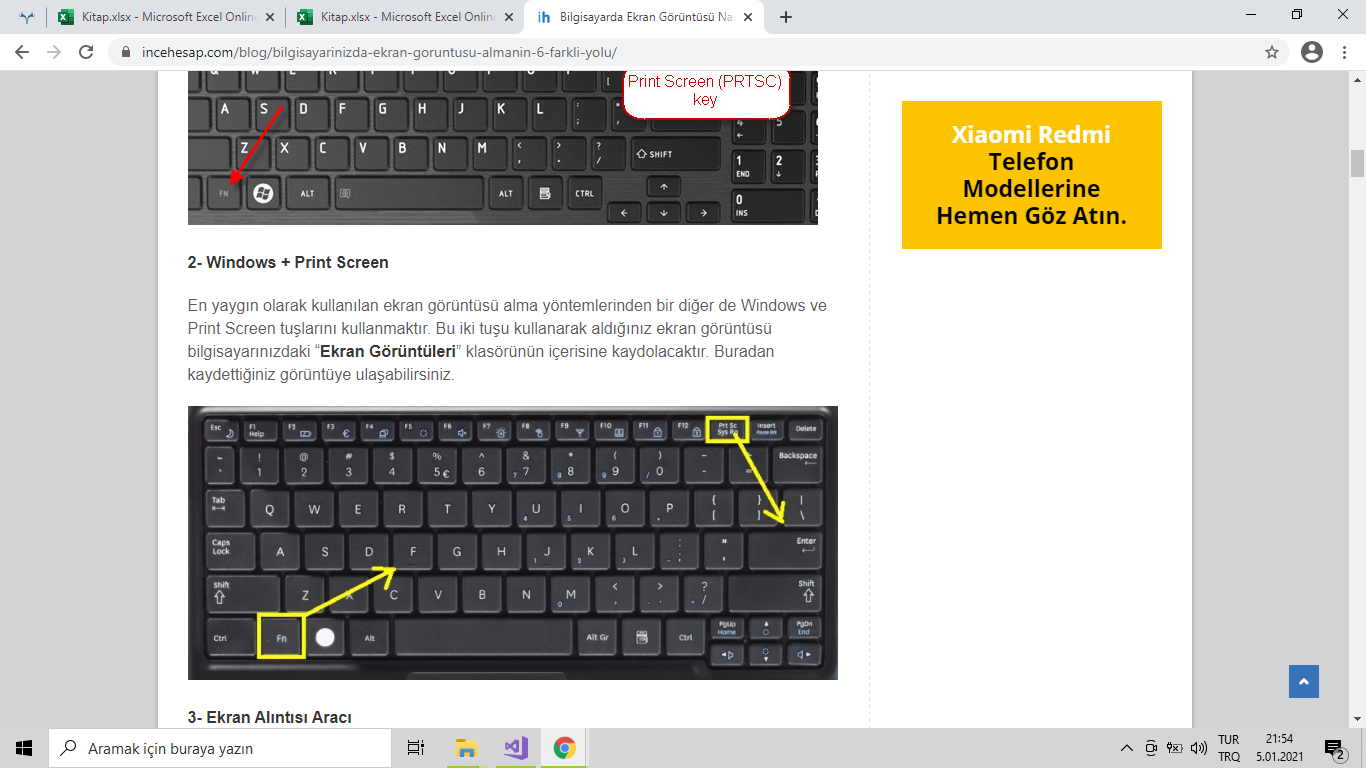 Kitap.xlsx - Microsoft Excel Online
Kitap.xlsx - Microsoft Excel Online
Bilgisayarda Ekran Görüntüsü Na
incehesap.com/blog/bilgisayarinizda-ekran-goruntusu-almanin-6-farkli-yolu/
Print Screen (PRTSC)
key
A S D F G H J K L ; '
Z X C V B N M , < . > / ? SHIFT
FN ALT ALT CTRL
4 5
1 END 2 3
0 INS
Xiaomi Redmi
Telefon
Modellerine
Hemen Göz Atın.
2- Windows + Print Screen
En yaygın olarak kullanılan ekran görüntüsü alma yöntemlerinden bir diğer de Windows ve
Print Screen tuşlarını kullanmaktır. Bu iki tuşu kullanarak aldığınız ekran görüntüsü
bilgisayarınızdaki “Ekran Görüntüleri” klasörünün içerisine kaydolacaktır. Buradan
kaydettiğiniz görüntüye ulaşabilirsiniz.
Esc F1 Help F2 F3 F4 F5 F6 F7 F8 F9 F10 F11 F12 Prt Sc Sys Rq Insert Delete
~ ` ! 1 @ 2 # 3 $ 4 % 5 € ^ 6 & 7 * 8 ( 9 ) 0 - = Backspace
Tab Q W E R T Y U I O P { [ } ] | \
Caps Lock A S D F G H J K L : ; " ' Enter
Shift Z X C V B N M < , > . ? / Shift
Ctrl Fn Alt Alt Gr Ctrl PgUp Home PgDn End
3- Ekran Alıntısı Aracı
Aramak için buraya yazın
TUR
TRQ
21:54
5.01.2021
2